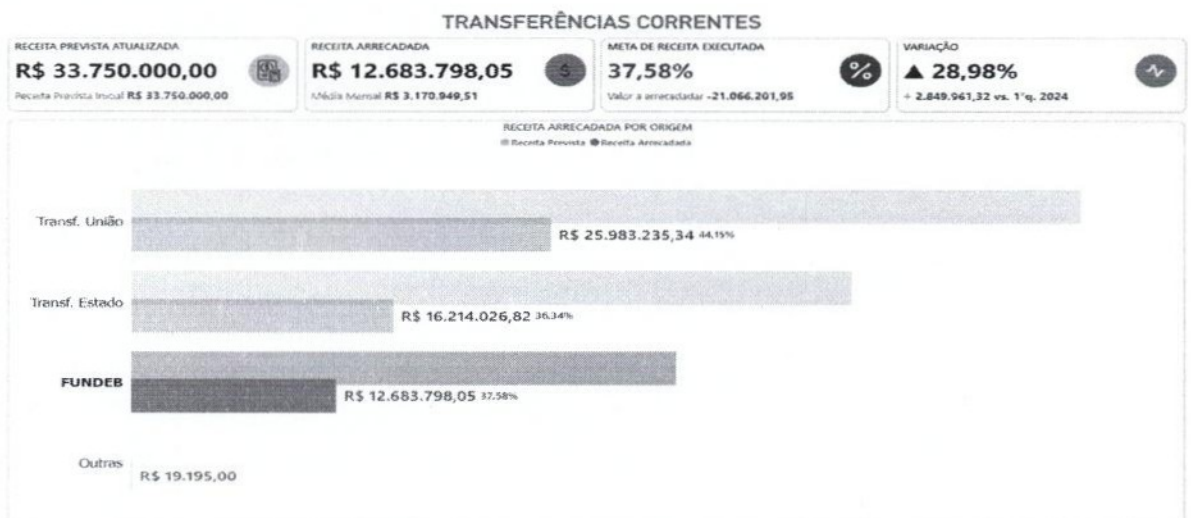 TRANSFERÊNCIAS CORRENTES
RECEITA PREVISTA ATUALIZADA
R$ 33.750.000,00
Receita Prevista Inicial R$ 33.750.000,00
RECEITA ARRECADADA
R$ 12.683.798,05
Média Mensal R$ 3.170.949,51
META DE RECEITA EXECUTADA
37,58%
Valor a arrecadadar -21.066.201,95
VARIAÇÃO
▲ 28,98%
+ 2.849.961,32 vs. 1°q. 2024
RECEITA ARRECADADA POR ORIGEM
Receita Prevista Receita Arrecadada
Transf. União
R$ 25.983.235,34 44,15%
Transf. Estado
R$ 16.214.026,82 36,34%
FUNDEB
R$ 12.683.798,05 37,58%
Outras
R$ 19.195,00